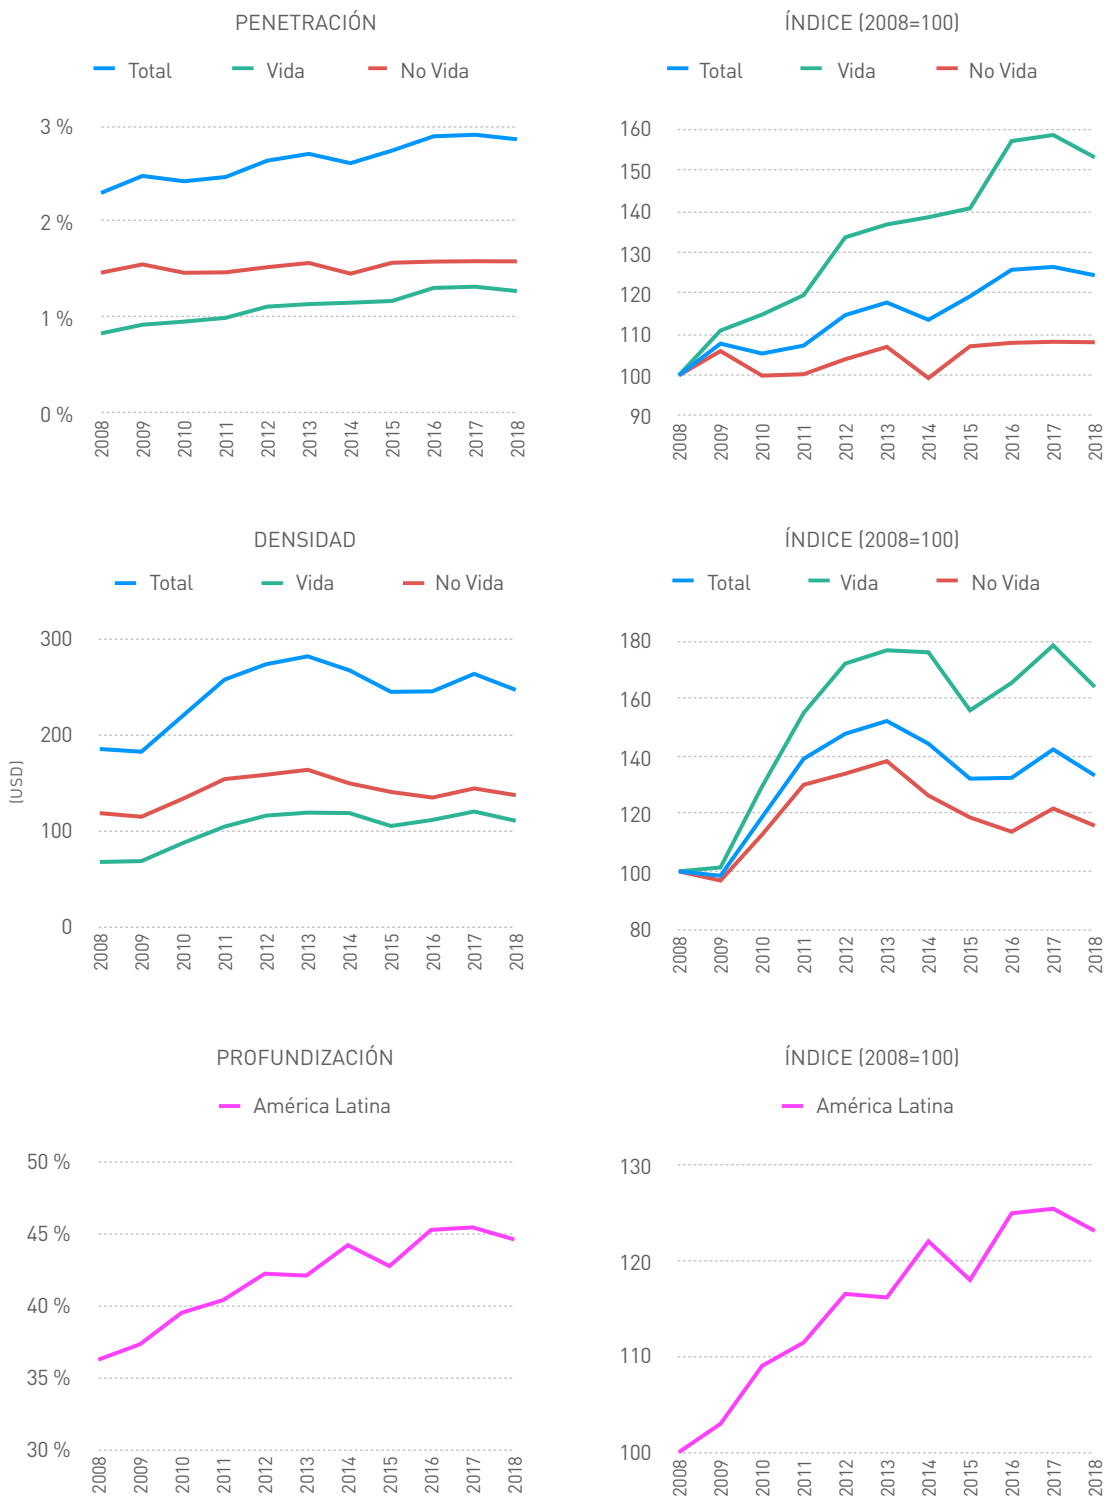 PENETRACIÓN
Total Vida No Vida
3 %
2 %
1 %
0 %
2008 2009 2010 2011 2012 2013 2014 2015 2016 2017 2018
ÍNDICE (2008=100)
Total Vida No Vida
160
150
140
130
120
110
100
90
2008 2009 2010 2011 2012 2013 2014 2015 2016 2017 2018
DENSIDAD
Total Vida No Vida
(USD)
300
200
100
0
2008 2009 2010 2011 2012 2013 2014 2015 2016 2017 2018
ÍNDICE (2008=100)
Total Vida No Vida
180
160
140
120
100
80
2008 2009 2010 2011 2012 2013 2014 2015 2016 2017 2018
PROFUNDIZACIÓN
América Latina
50 %
45 %
40 %
35 %
30 %
2008 2009 2010 2011 2012 2013 2014 2015 2016 2017 2018
ÍNDICE (2008=100)
América Latina
130
120
110
100
2008 2009 2010 2011 2012 2013 2014 2015 2016 2017 2018